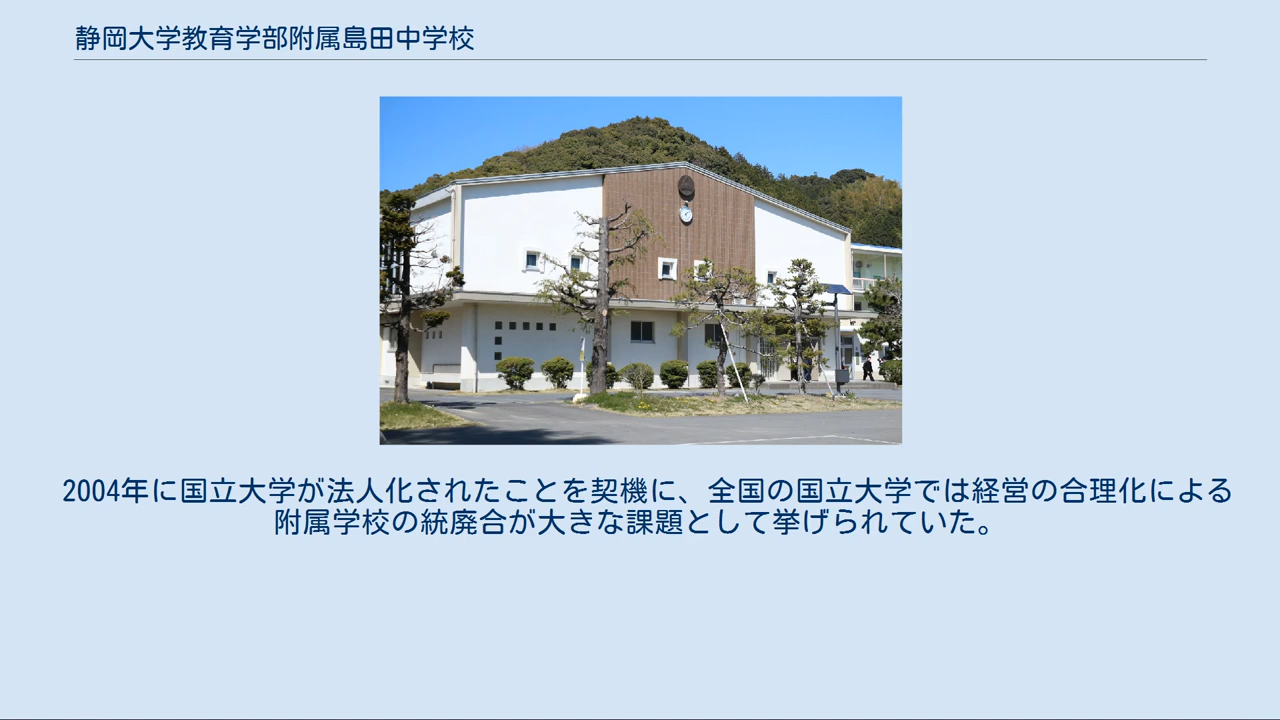 静岡大学教育学部附属島田中学校
2004年に国立大学が法人化されたことを契機に、全国の国立大学では経営の合理化による
附属学校の統廃合が大きな課題として挙げられていた。